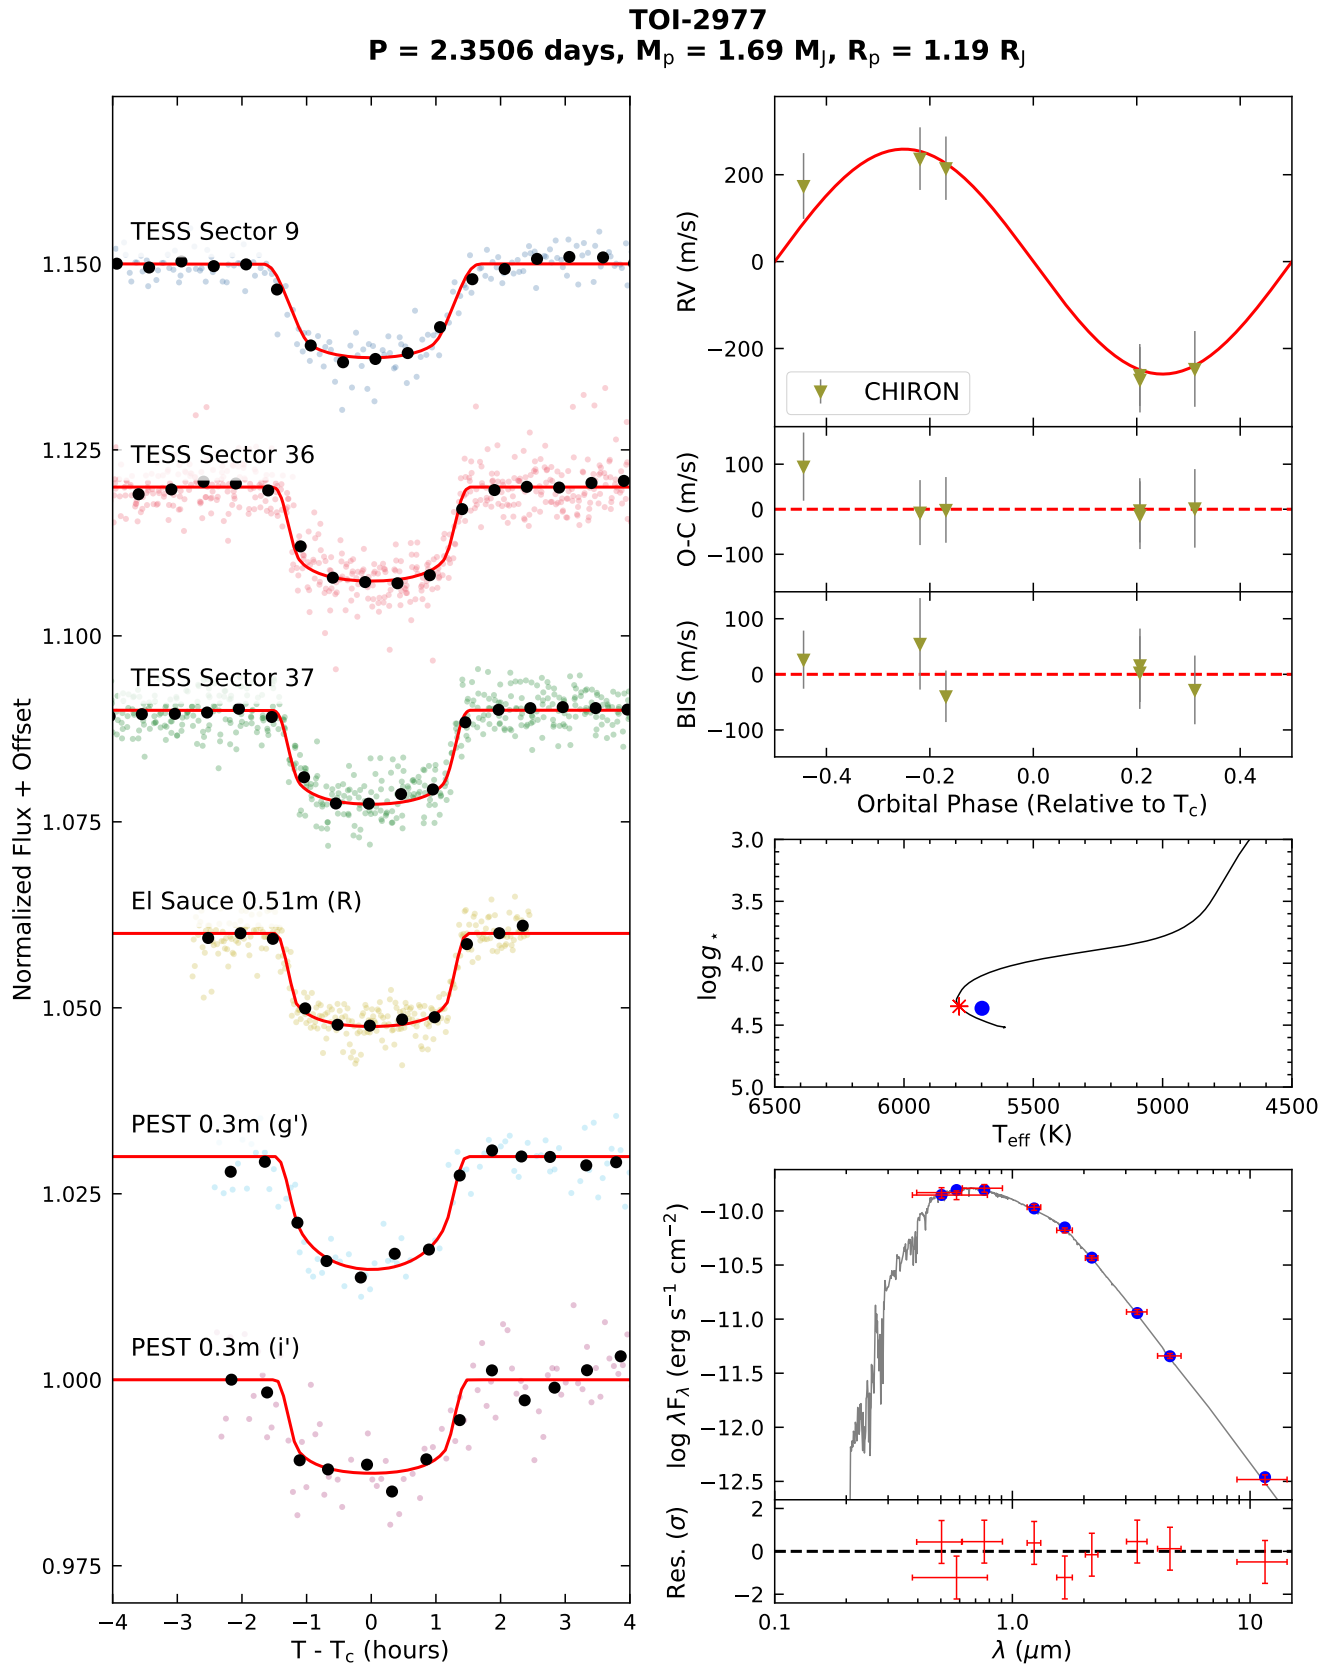 TOI-2977
P = 2.3506 days, Mp = 1.69 MJ, Rp = 1.19 RJ
Normalized Flux + Offset
1.150
1.125
1.100
1.075
1.050
1.025
1.000
0.975
TESS Sector 9
TESS Sector 36
TESS Sector 37
El Sauce 0.51m (R)
PEST 0.3m (g')
PEST 0.3m (i')
−4 −3 −2 −1 0 1 2 3 4
T - Tc (hours)
RV (m/s)
200
0
−200
CHIRON
O-C (m/s)
100
0
−100
BIS (m/s)
100
0
−100
−0.4 −0.2 0.0 0.2 0.4
Orbital Phase (Relative to Tc)
log g⋆
3.0
3.5
4.0
4.5
5.0
6500 6000 5500 5000 4500
Teff (K)
log λFλ (erg s−1 cm−2)
−10.0
−10.5
−11.0
−11.5
−12.0
−12.5
Res. (σ)
2
0
−2
0.1 1.0 10
λ (μm)